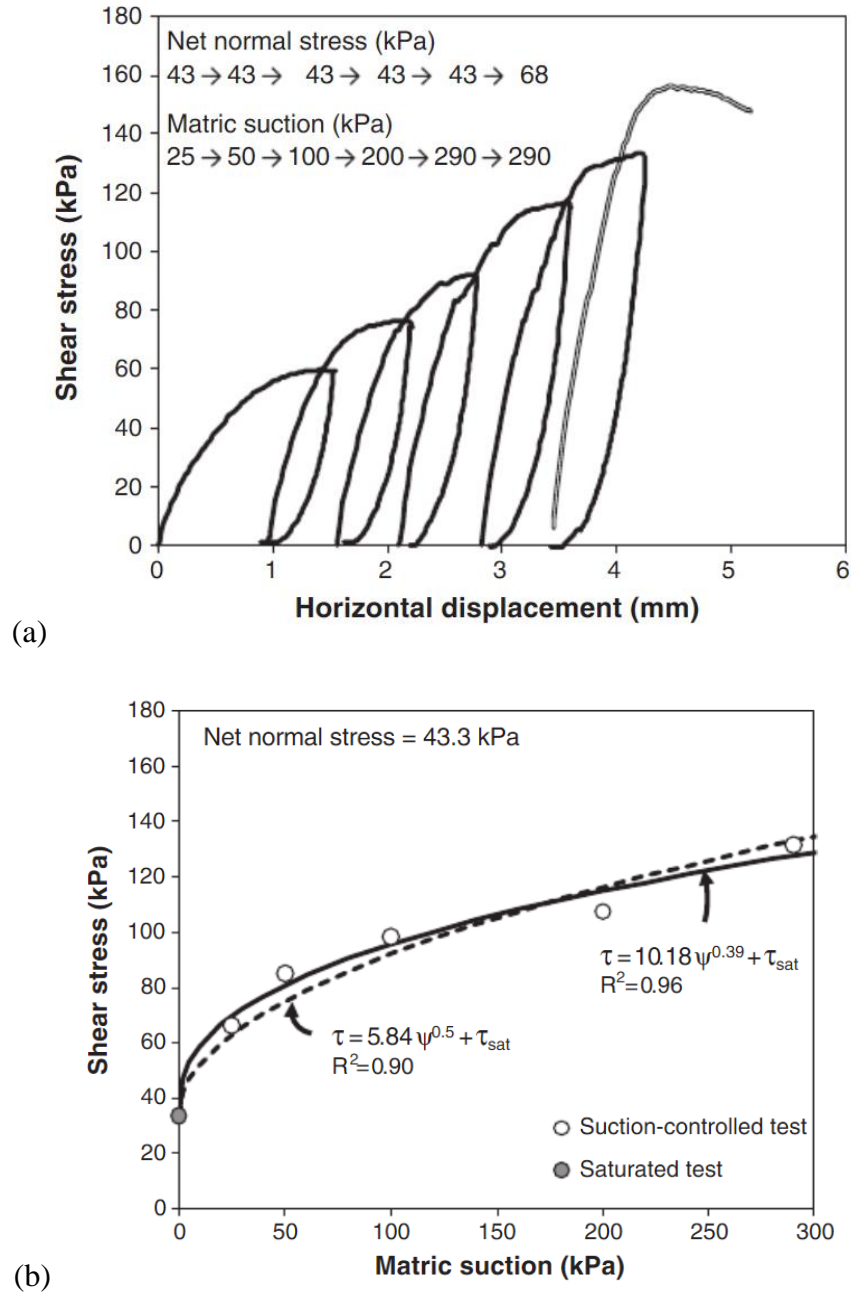 180
160
140
120
100
80
60
40
20
0
Shear stress (kPa)
Net normal stress (kPa)
43 → 43 → 43 → 43 → 43 → 68
Matric suction (kPa)
25 → 50 → 100 → 200 → 290 → 290
0 1 2 3 4 5 6
Horizontal displacement (mm)
(a)
180
160
140
120
100
80
60
40
20
0
Shear stress (kPa)
Net normal stress = 43.3 kPa
τ = 10.18 ψ^0.39 + τ_sat
R²=0.96
τ = 5.84 ψ^0.5 + τ_sat
R²=0.90
Suction-controlled test
Saturated test
0 50 100 150 200 250 300
Matric suction (kPa)
(b)